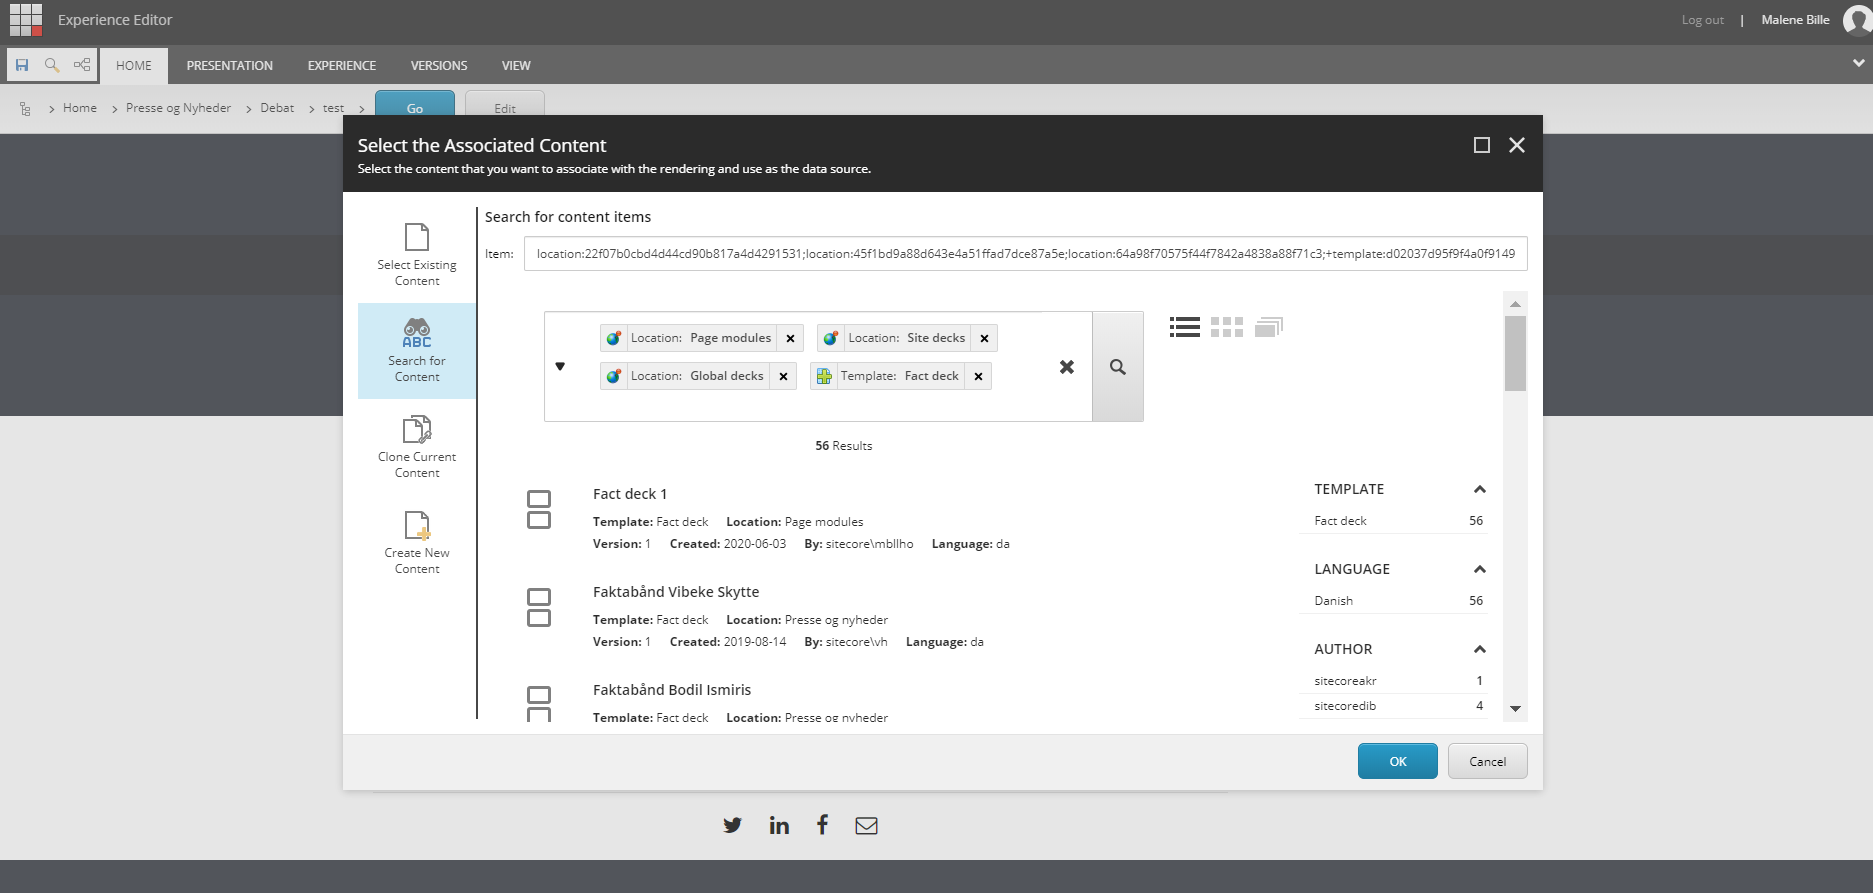 Experience Editor
Log out | Malene Bille
HOME PRESENTATION EXPERIENCE VERSIONS VIEW
Home Presse og Nyheder Debat test Go Edit
Select the Associated Content
Select the content that you want to associate with the rendering and use as the data source.
Select Existing
Content
ABC
Search for
Content
Clone Current
Content
Create New
Content
Search for content items
Item: location:22f07b0cbd4d44cd90b817a4d4291531;location:45f1bd9a88d643e4a51ffad7dce87a5e;location:64a98f70575f44f7842a4838a88f71c3;+template:d02037d95f9f4a0f9149
Location: Page modules Location: Site decks
Location: Global decks Template: Fact deck
56 Results
Fact deck 1
Template: Fact deck Location: Page modules
Version: 1 Created: 2020-06-03 By: sitecore\mbllho Language: da
Faktabånd Vibeke Skytte
Template: Fact deck Location: Presse og nyheder
Version: 1 Created: 2019-08-14 By: sitecore\vh Language: da
Faktabånd Bodil Ismiris
Template: Fact deck Location: Presse og nyheder
TEMPLATE
Fact deck 56
LANGUAGE
Danish 56
AUTHOR
sitecoreakr 1
sitecoredib 4
OK Cancel